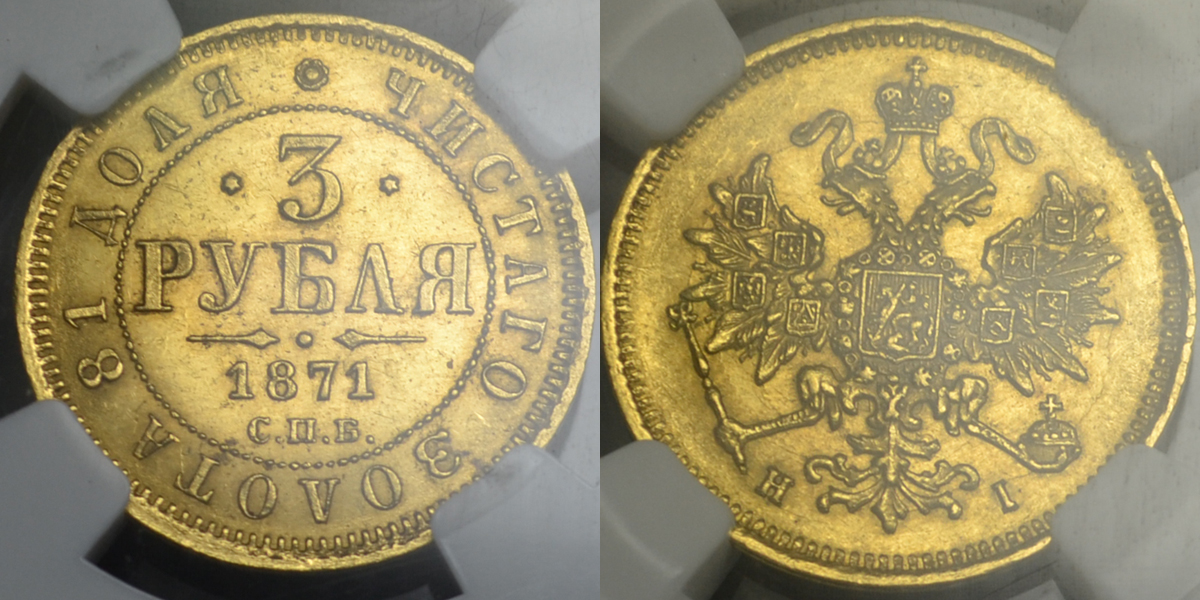 ЧИСТАГО ЗОЛОТА 81 ДОЛЯ
3
РУБЛЯ
1871
С.П.Б.
Н I